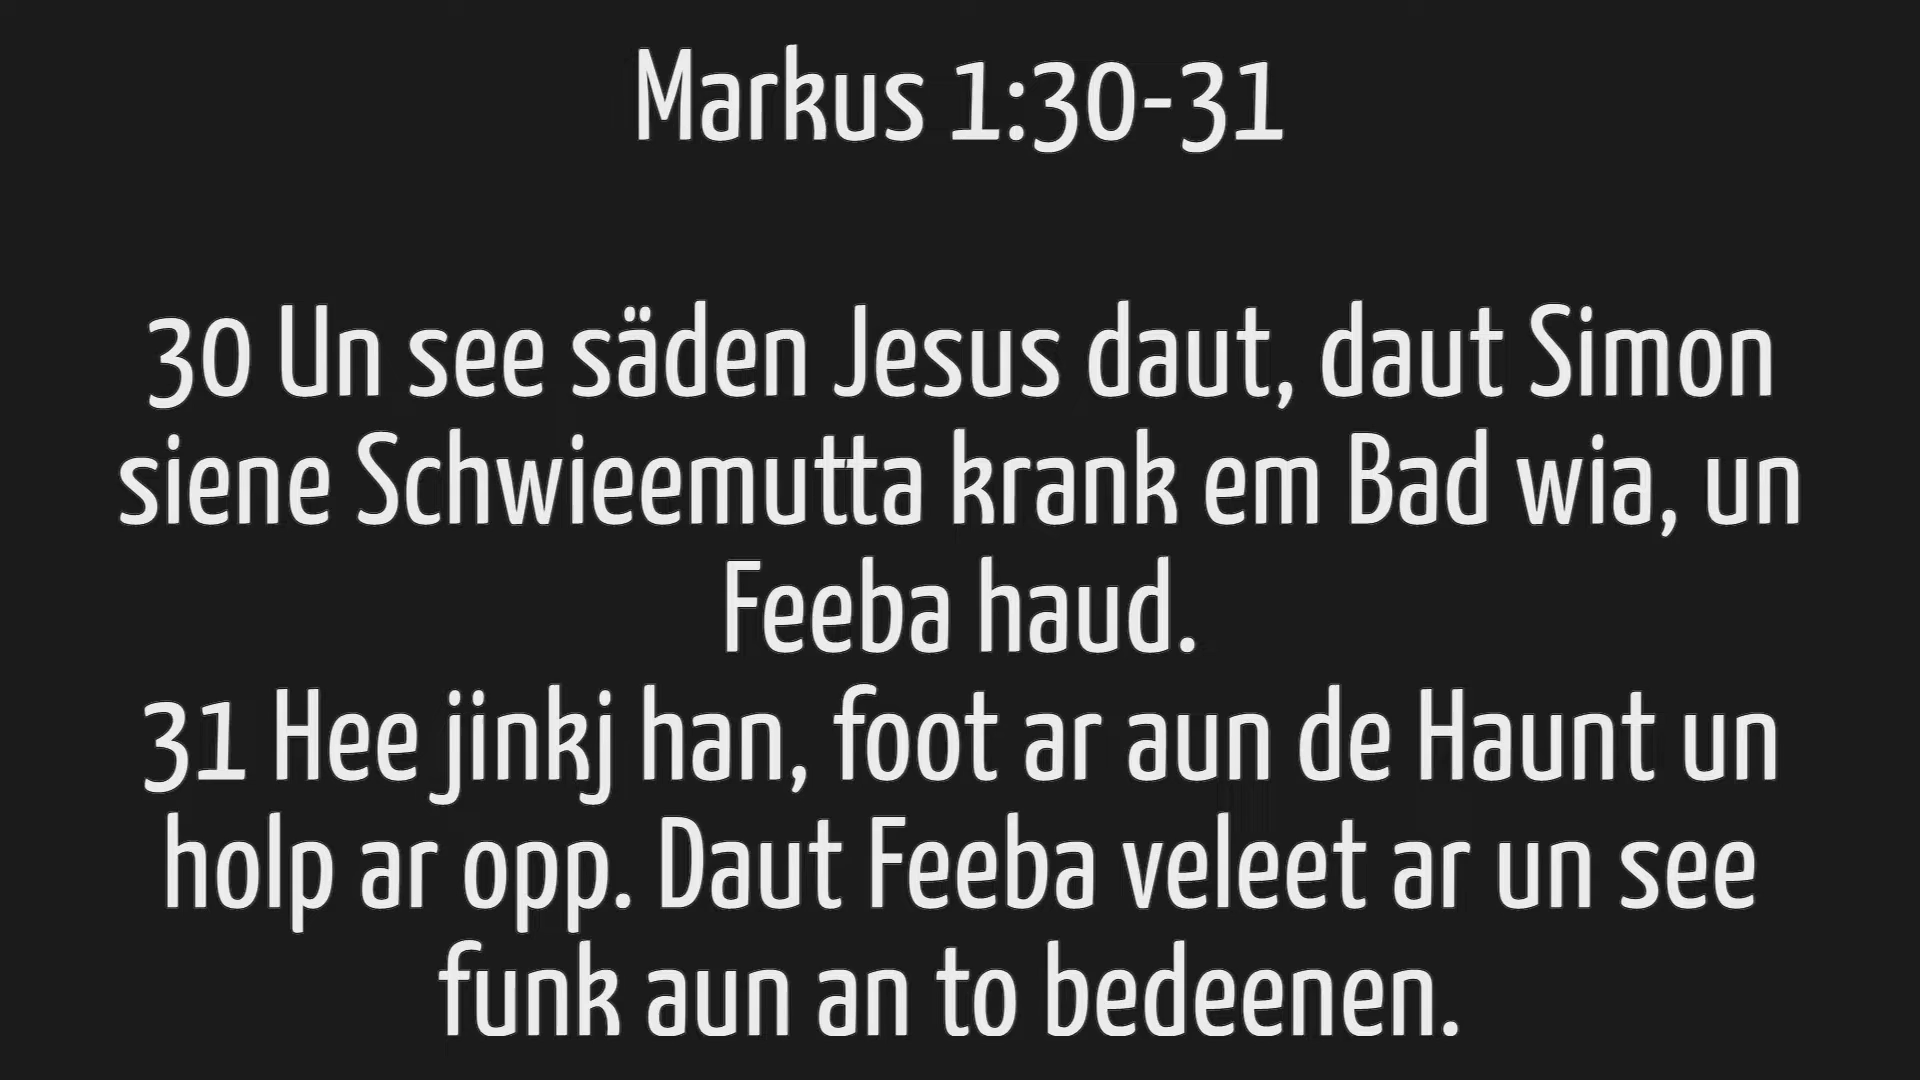 Markus 1:30-31
30 Un see säden Jesus daut, daut Simon
siene Schwieemutta krank em Bad wia, un
Feeba haud.
31 Hee jinkj han, foot ar aun de Haunt un
holp ar opp. Daut Feeba veleet ar un see
funk aun an to bedeenen.